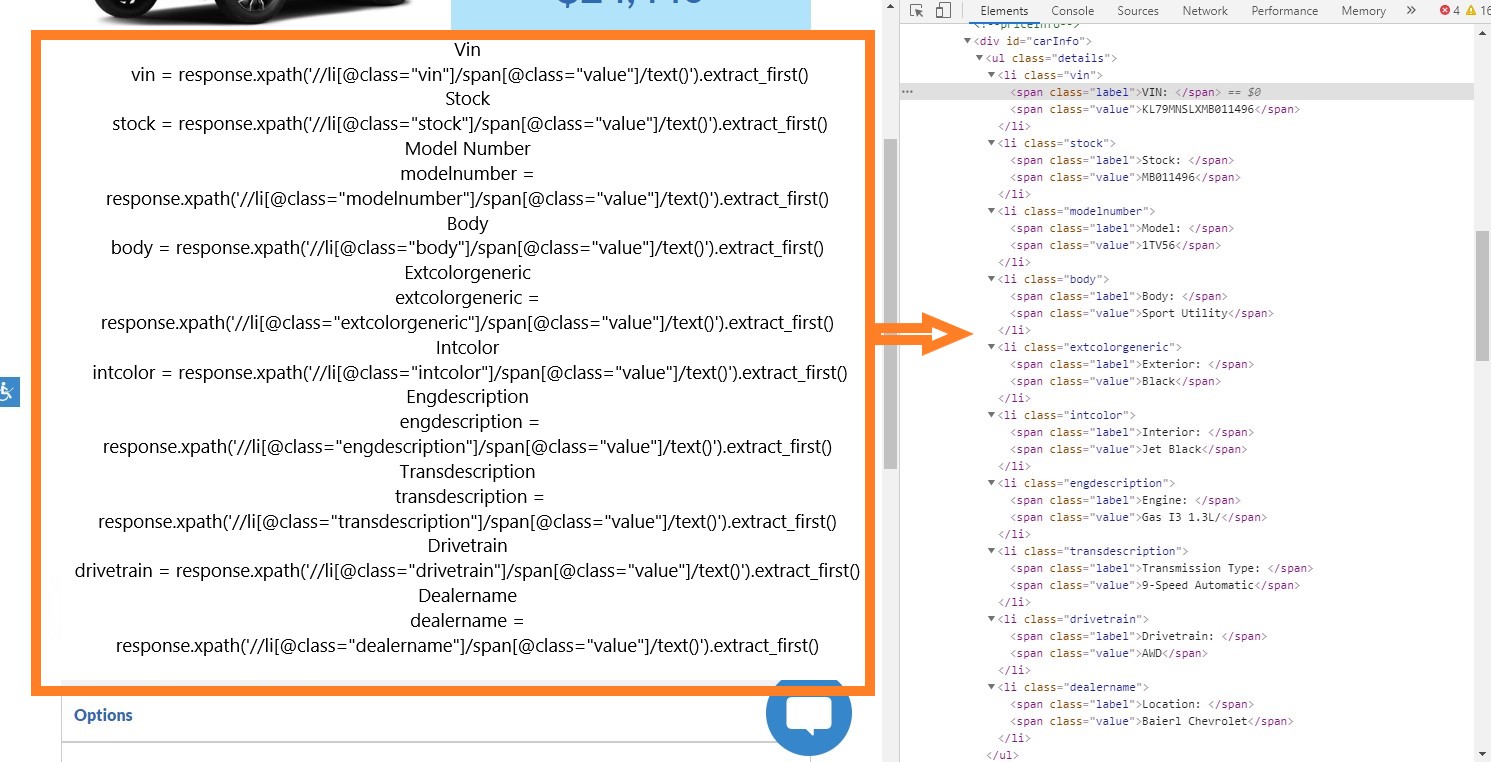 Vin
vin = response.xpath('//li[@class="vin"]/span[@class="value"]/text()').extract_first()
Stock
stock = response.xpath('//li[@class="stock"]/span[@class="value"]/text()').extract_first()
Model Number
modelnumber =
response.xpath('//li[@class="modelnumber"]/span[@class="value"]/text()').extract_first()
Body
body = response.xpath('//li[@class="body"]/span[@class="value"]/text()').extract_first()
Extcolorgeneric
extcolorgeneric =
response.xpath('//li[@class="extcolorgeneric"]/span[@class="value"]/text()').extract_first()
Intcolor
intcolor = response.xpath('//li[@class="intcolor"]/span[@class="value"]/text()').extract_first()
Engdescription
engdescription =
response.xpath('//li[@class="engdescription"]/span[@class="value"]/text()').extract_first()
Transdescription
transdescription =
response.xpath('//li[@class="transdescription"]/span[@class="value"]/text()').extract_first()
Drivetrain
drivetrain = response.xpath('//li[@class="drivetrain"]/span[@class="value"]/text()').extract_first()
Dealername
dealername =
response.xpath('//li[@class="dealername"]/span[@class="value"]/text()').extract_first()
Options
Elements Console Sources Network Performance Memory » 4 16
<div id="carInfo">
<ul class="details">
<li class="vin">
<span class="label">VIN: </span> == $0
<span class="value">KL79MNSLXMB011496</span>
</li>
<li class="stock">
<span class="label">Stock: </span>
<span class="value">MB011496</span>
</li>
<li class="modelnumber">
<span class="label">Model: </span>
<span class="value">1TV56</span>
</li>
<li class="body">
<span class="label">Body: </span>
<span class="value">Sport Utility</span>
</li>
<li class="extcolorgeneric">
<span class="label">Exterior: </span>
<span class="value">Black</span>
</li>
<li class="intcolor">
<span class="label">Interior: </span>
<span class="value">Jet Black</span>
</li>
<li class="engdescription">
<span class="label">Engine: </span>
<span class="value">Gas I3 1.3L/</span>
</li>
<li class="transdescription">
<span class="label">Transmission Type: </span>
<span class="value">9-Speed Automatic</span>
</li>
<li class="drivetrain">
<span class="label">Drivetrain: </span>
<span class="value">AWD</span>
</li>
<li class="dealername">
<span class="label">Location: </span>
<span class="value">Baierl Chevrolet</span>
</li>
</ul>